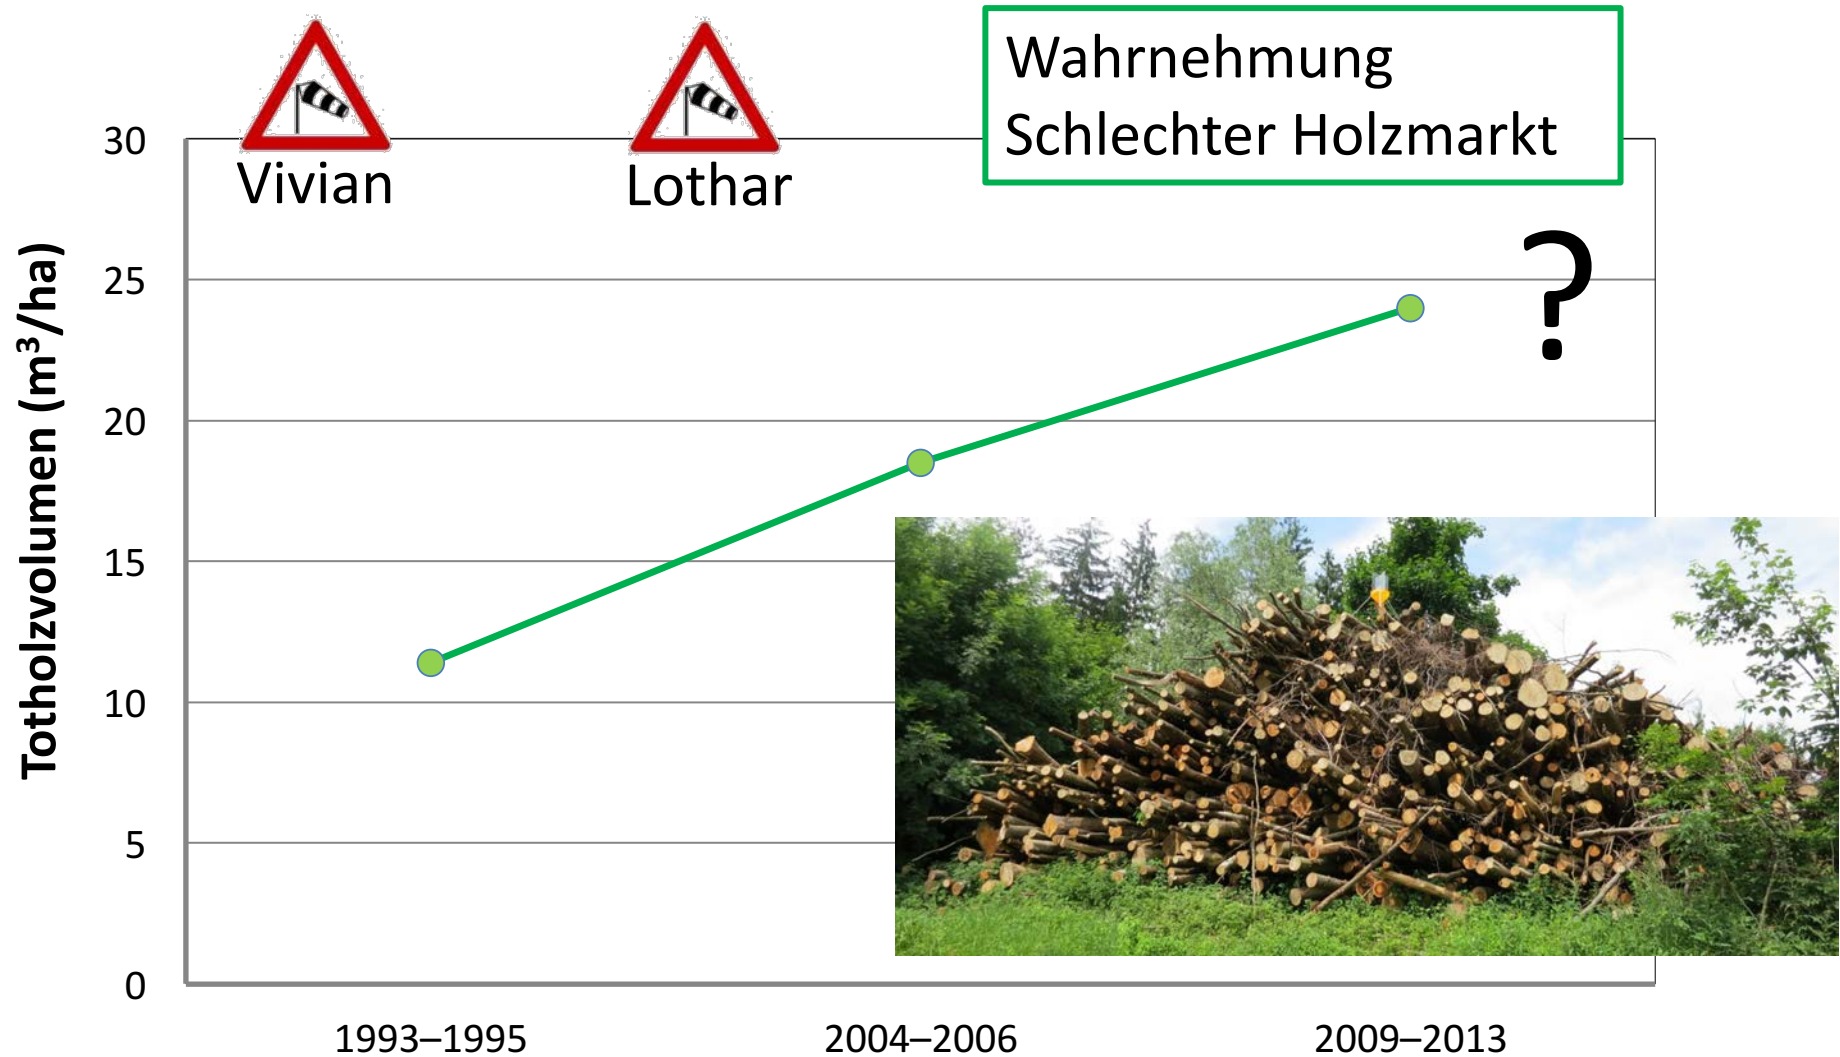 Wahrnehmung
Schlechter Holzmarkt
Vivian
Lothar
?
Totholzvolumen (m³/ha)
30
25
20
15
10
5
0
1993–1995
2004–2006
2009–2013